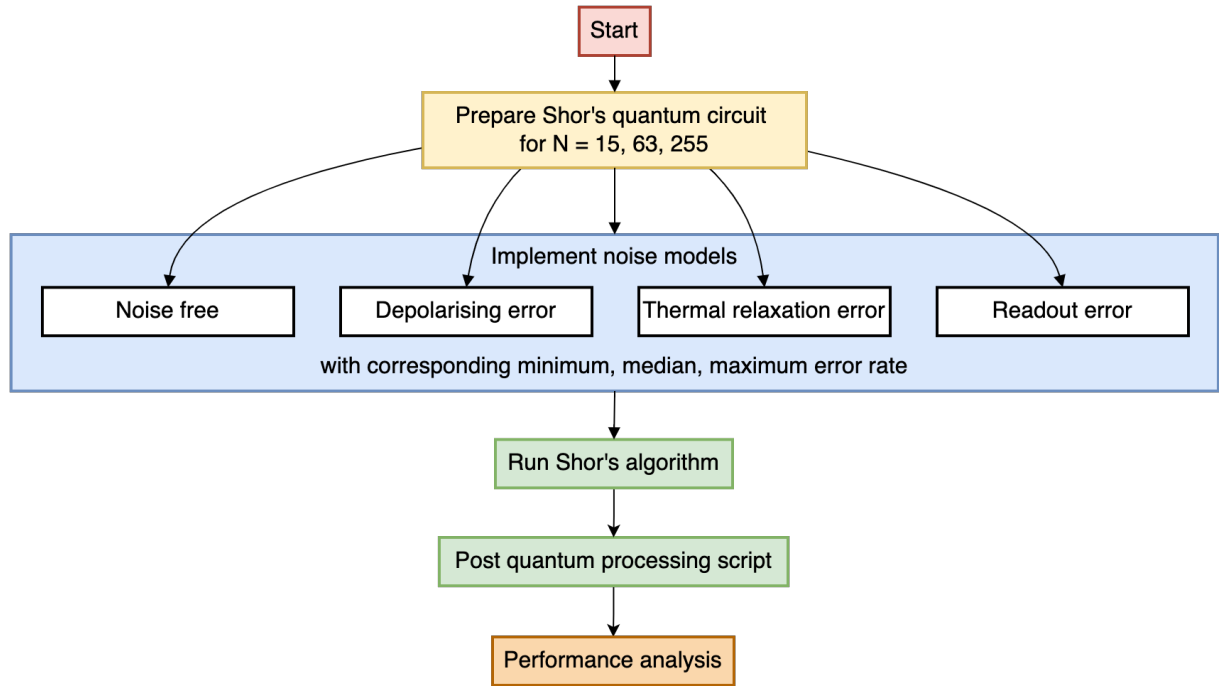 Start
Prepare Shor's quantum circuit
for N = 15, 63, 255
Implement noise models
Noise free
Depolarising error
Thermal relaxation error
Readout error
with corresponding minimum, median, maximum error rate
Run Shor's algorithm
Post quantum processing script
Performance analysis